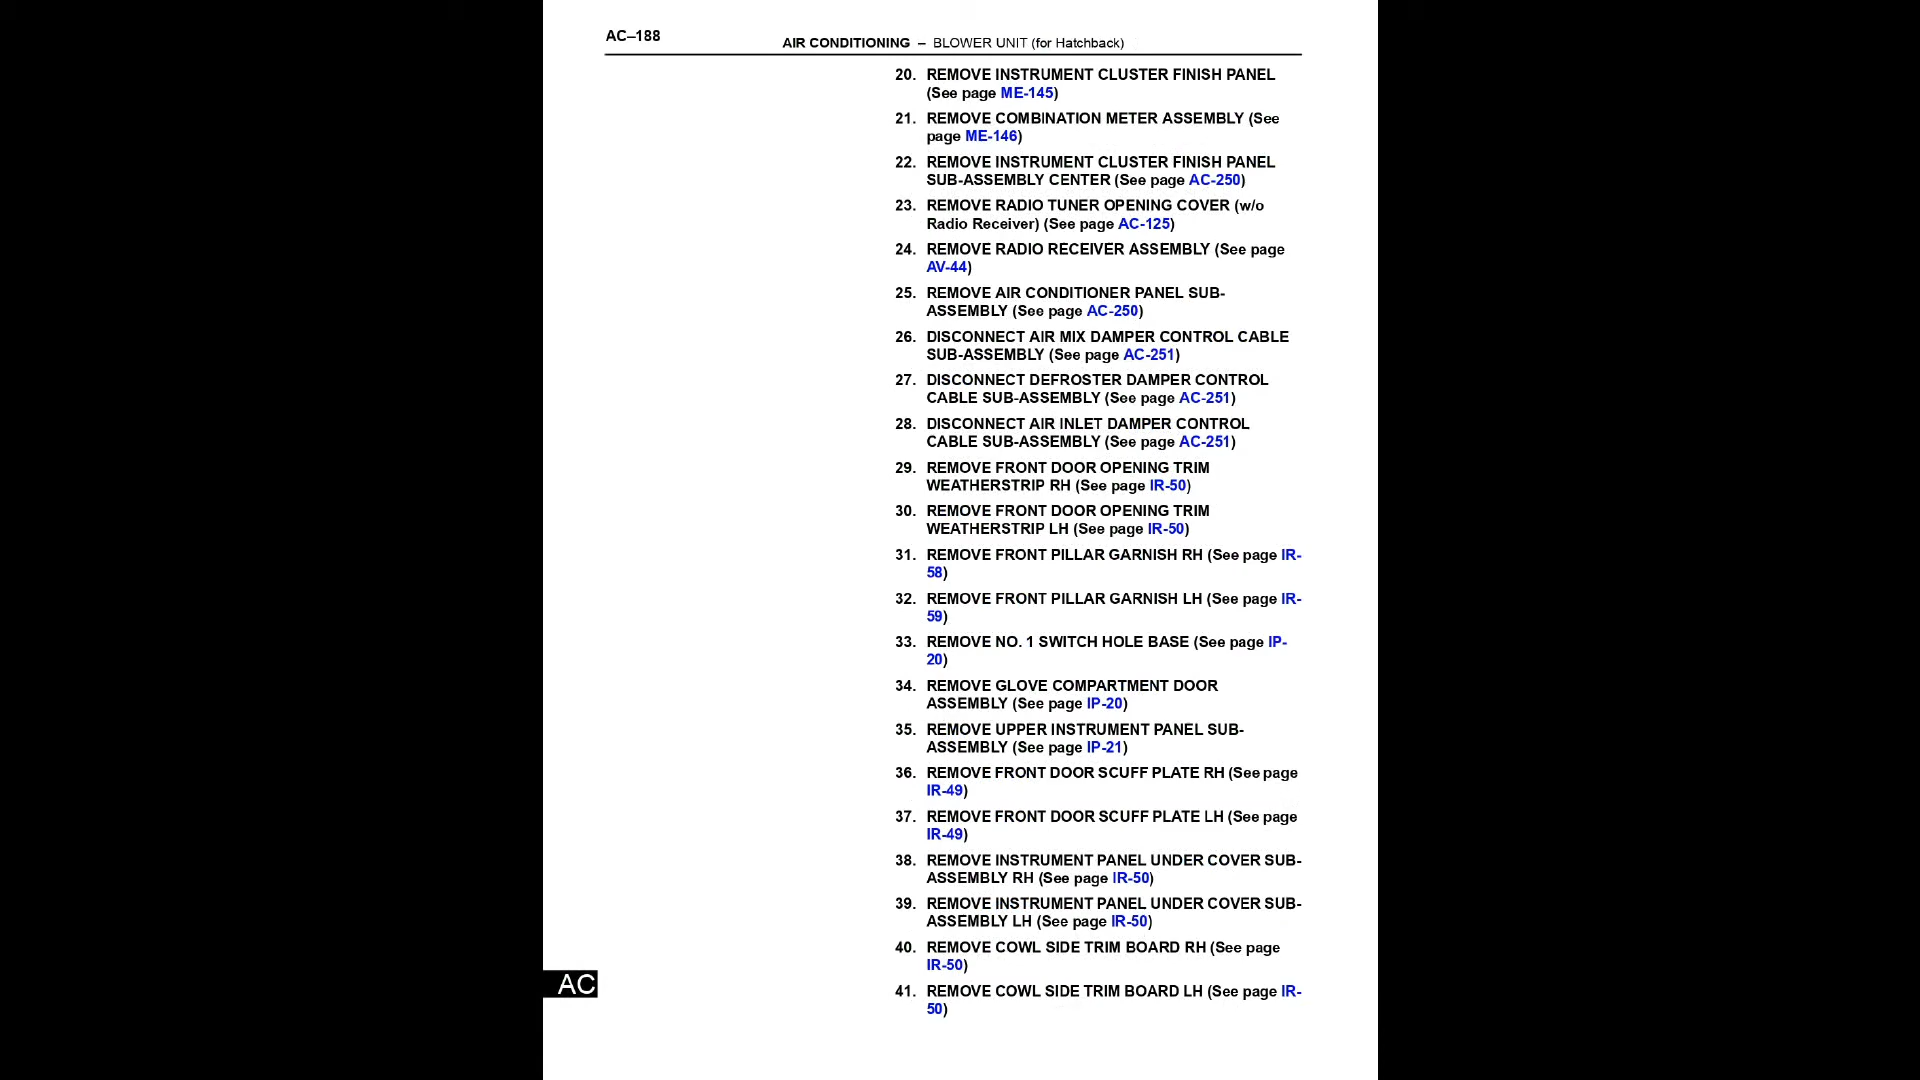 AC–188
AIR CONDITIONING – BLOWER UNIT (for Hatchback)
20. REMOVE INSTRUMENT CLUSTER FINISH PANEL
(See page ME-145)
21. REMOVE COMBINATION METER ASSEMBLY (See
page ME-146)
22. REMOVE INSTRUMENT CLUSTER FINISH PANEL
SUB-ASSEMBLY CENTER (See page AC-250)
23. REMOVE RADIO TUNER OPENING COVER (w/o
Radio Receiver) (See page AC-125)
24. REMOVE RADIO RECEIVER ASSEMBLY (See page
AV-44)
25. REMOVE AIR CONDITIONER PANEL SUB-
ASSEMBLY (See page AC-250)
26. DISCONNECT AIR MIX DAMPER CONTROL CABLE
SUB-ASSEMBLY (See page AC-251)
27. DISCONNECT DEFROSTER DAMPER CONTROL
CABLE SUB-ASSEMBLY (See page AC-251)
28. DISCONNECT AIR INLET DAMPER CONTROL
CABLE SUB-ASSEMBLY (See page AC-251)
29. REMOVE FRONT DOOR OPENING TRIM
WEATHERSTRIP RH (See page IR-50)
30. REMOVE FRONT DOOR OPENING TRIM
WEATHERSTRIP LH (See page IR-50)
31. REMOVE FRONT PILLAR GARNISH RH (See page IR-
58)
32. REMOVE FRONT PILLAR GARNISH LH (See page IR-
59)
33. REMOVE NO. 1 SWITCH HOLE BASE (See page IP-
20)
34. REMOVE GLOVE COMPARTMENT DOOR
ASSEMBLY (See page IP-20)
35. REMOVE UPPER INSTRUMENT PANEL SUB-
ASSEMBLY (See page IP-21)
36. REMOVE FRONT DOOR SCUFF PLATE RH (See page
IR-49)
37. REMOVE FRONT DOOR SCUFF PLATE LH (See page
IR-49)
38. REMOVE INSTRUMENT PANEL UNDER COVER SUB-
ASSEMBLY RH (See page IR-50)
39. REMOVE INSTRUMENT PANEL UNDER COVER SUB-
ASSEMBLY LH (See page IR-50)
40. REMOVE COWL SIDE TRIM BOARD RH (See page
IR-50)
41. REMOVE COWL SIDE TRIM BOARD LH (See page IR-
50)
AC